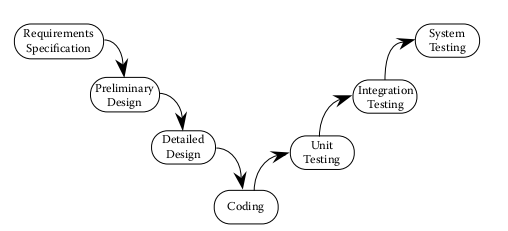 Requirements
Specification
System
Testing
Preliminary
Design
Integration
Testing
Detailed
Design
Unit
Testing
Coding